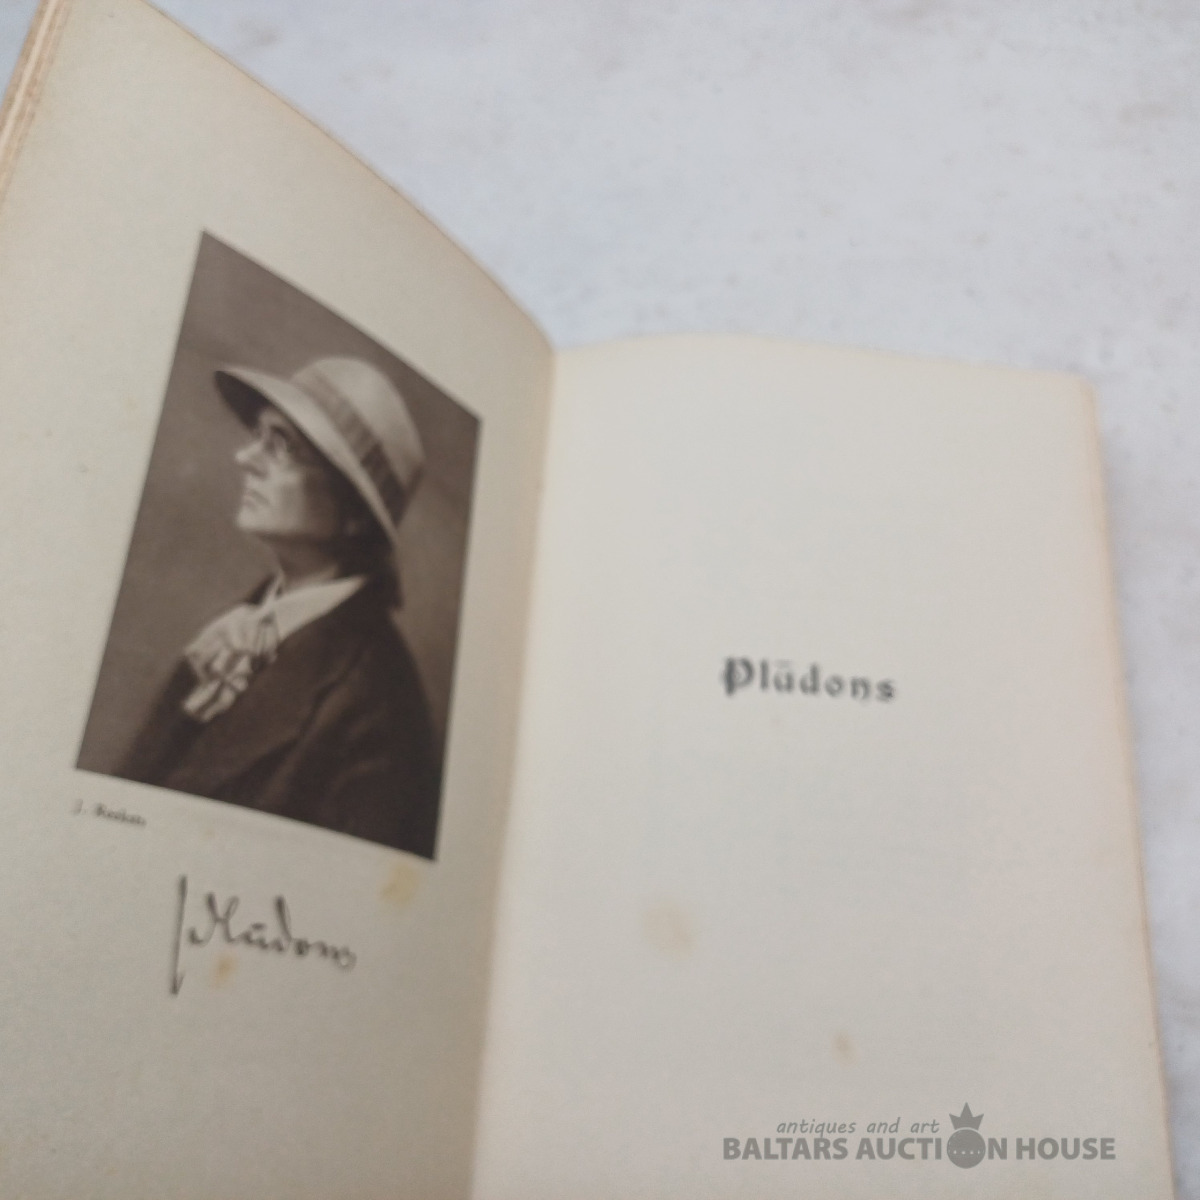 Plūdons
Plūdons
antiques and art
BALTARS AUCTION HOUSE